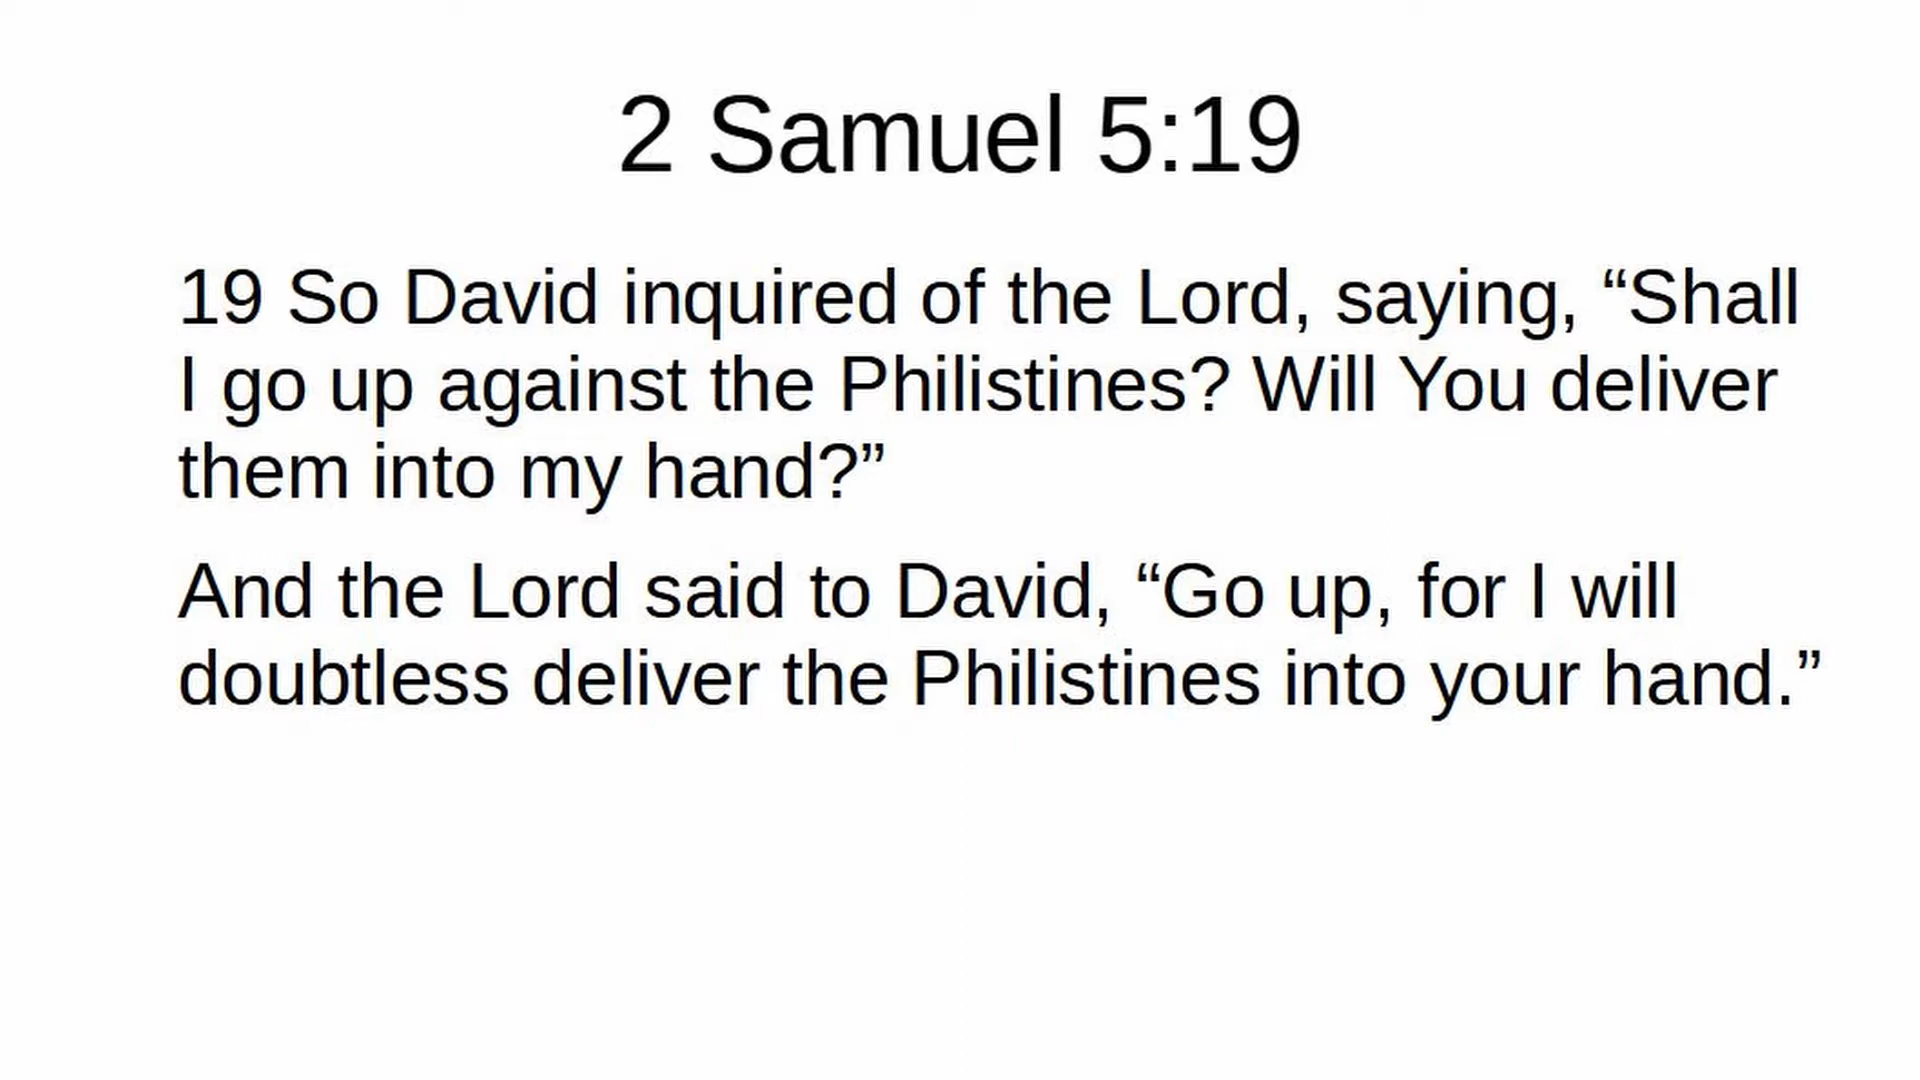 2 Samuel 5:19
19 So David inquired of the Lord, saying, “Shall
I go up against the Philistines? Will You deliver
them into my hand?”
And the Lord said to David, “Go up, for I will
doubtless deliver the Philistines into your hand.”